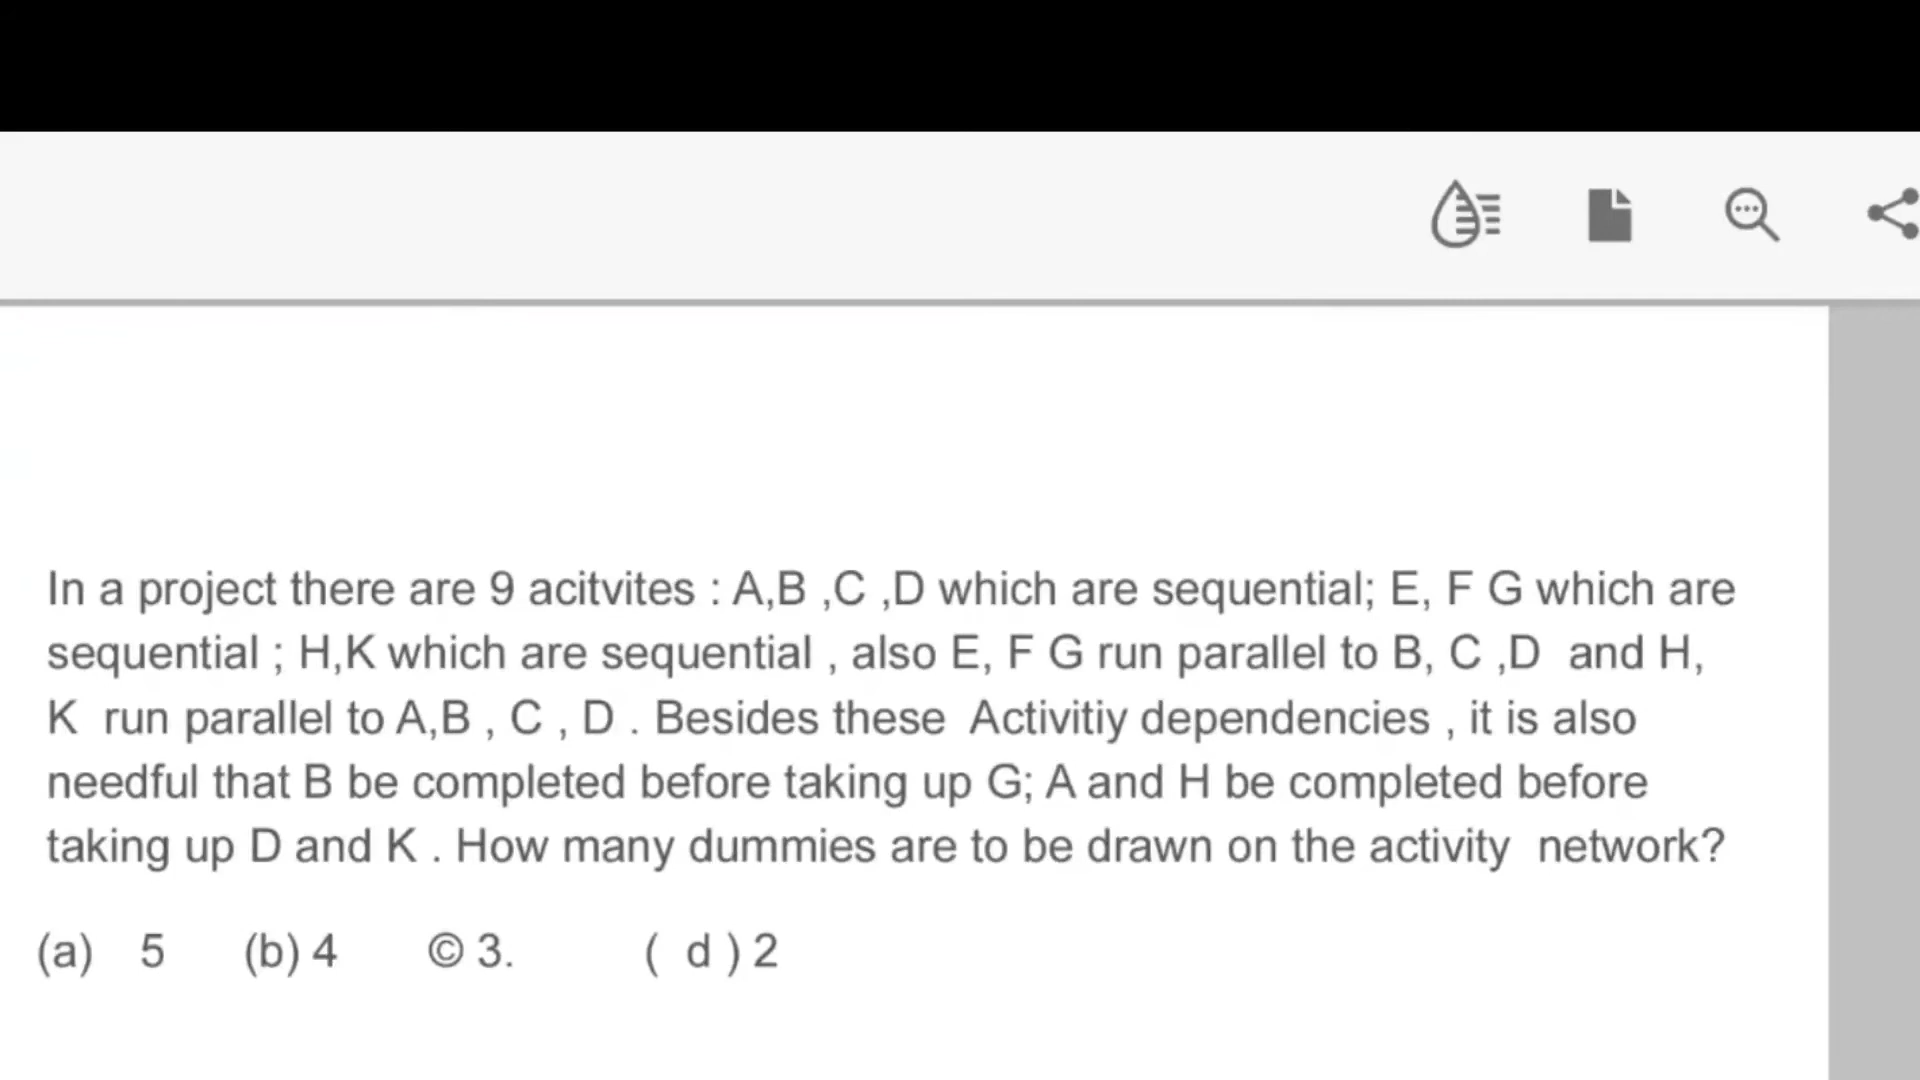 In a project there are 9 acitvites : A,B ,C ,D which are sequential; E, F G which are
sequential ; H,K which are sequential , also E, F G run parallel to B, C ,D and H,
K run parallel to A,B , C , D . Besides these Activitiy dependencies , it is also
needful that B be completed before taking up G; A and H be completed before
taking up D and K . How many dummies are to be drawn on the activity network?
(a) 5 (b) 4 © 3. ( d ) 2